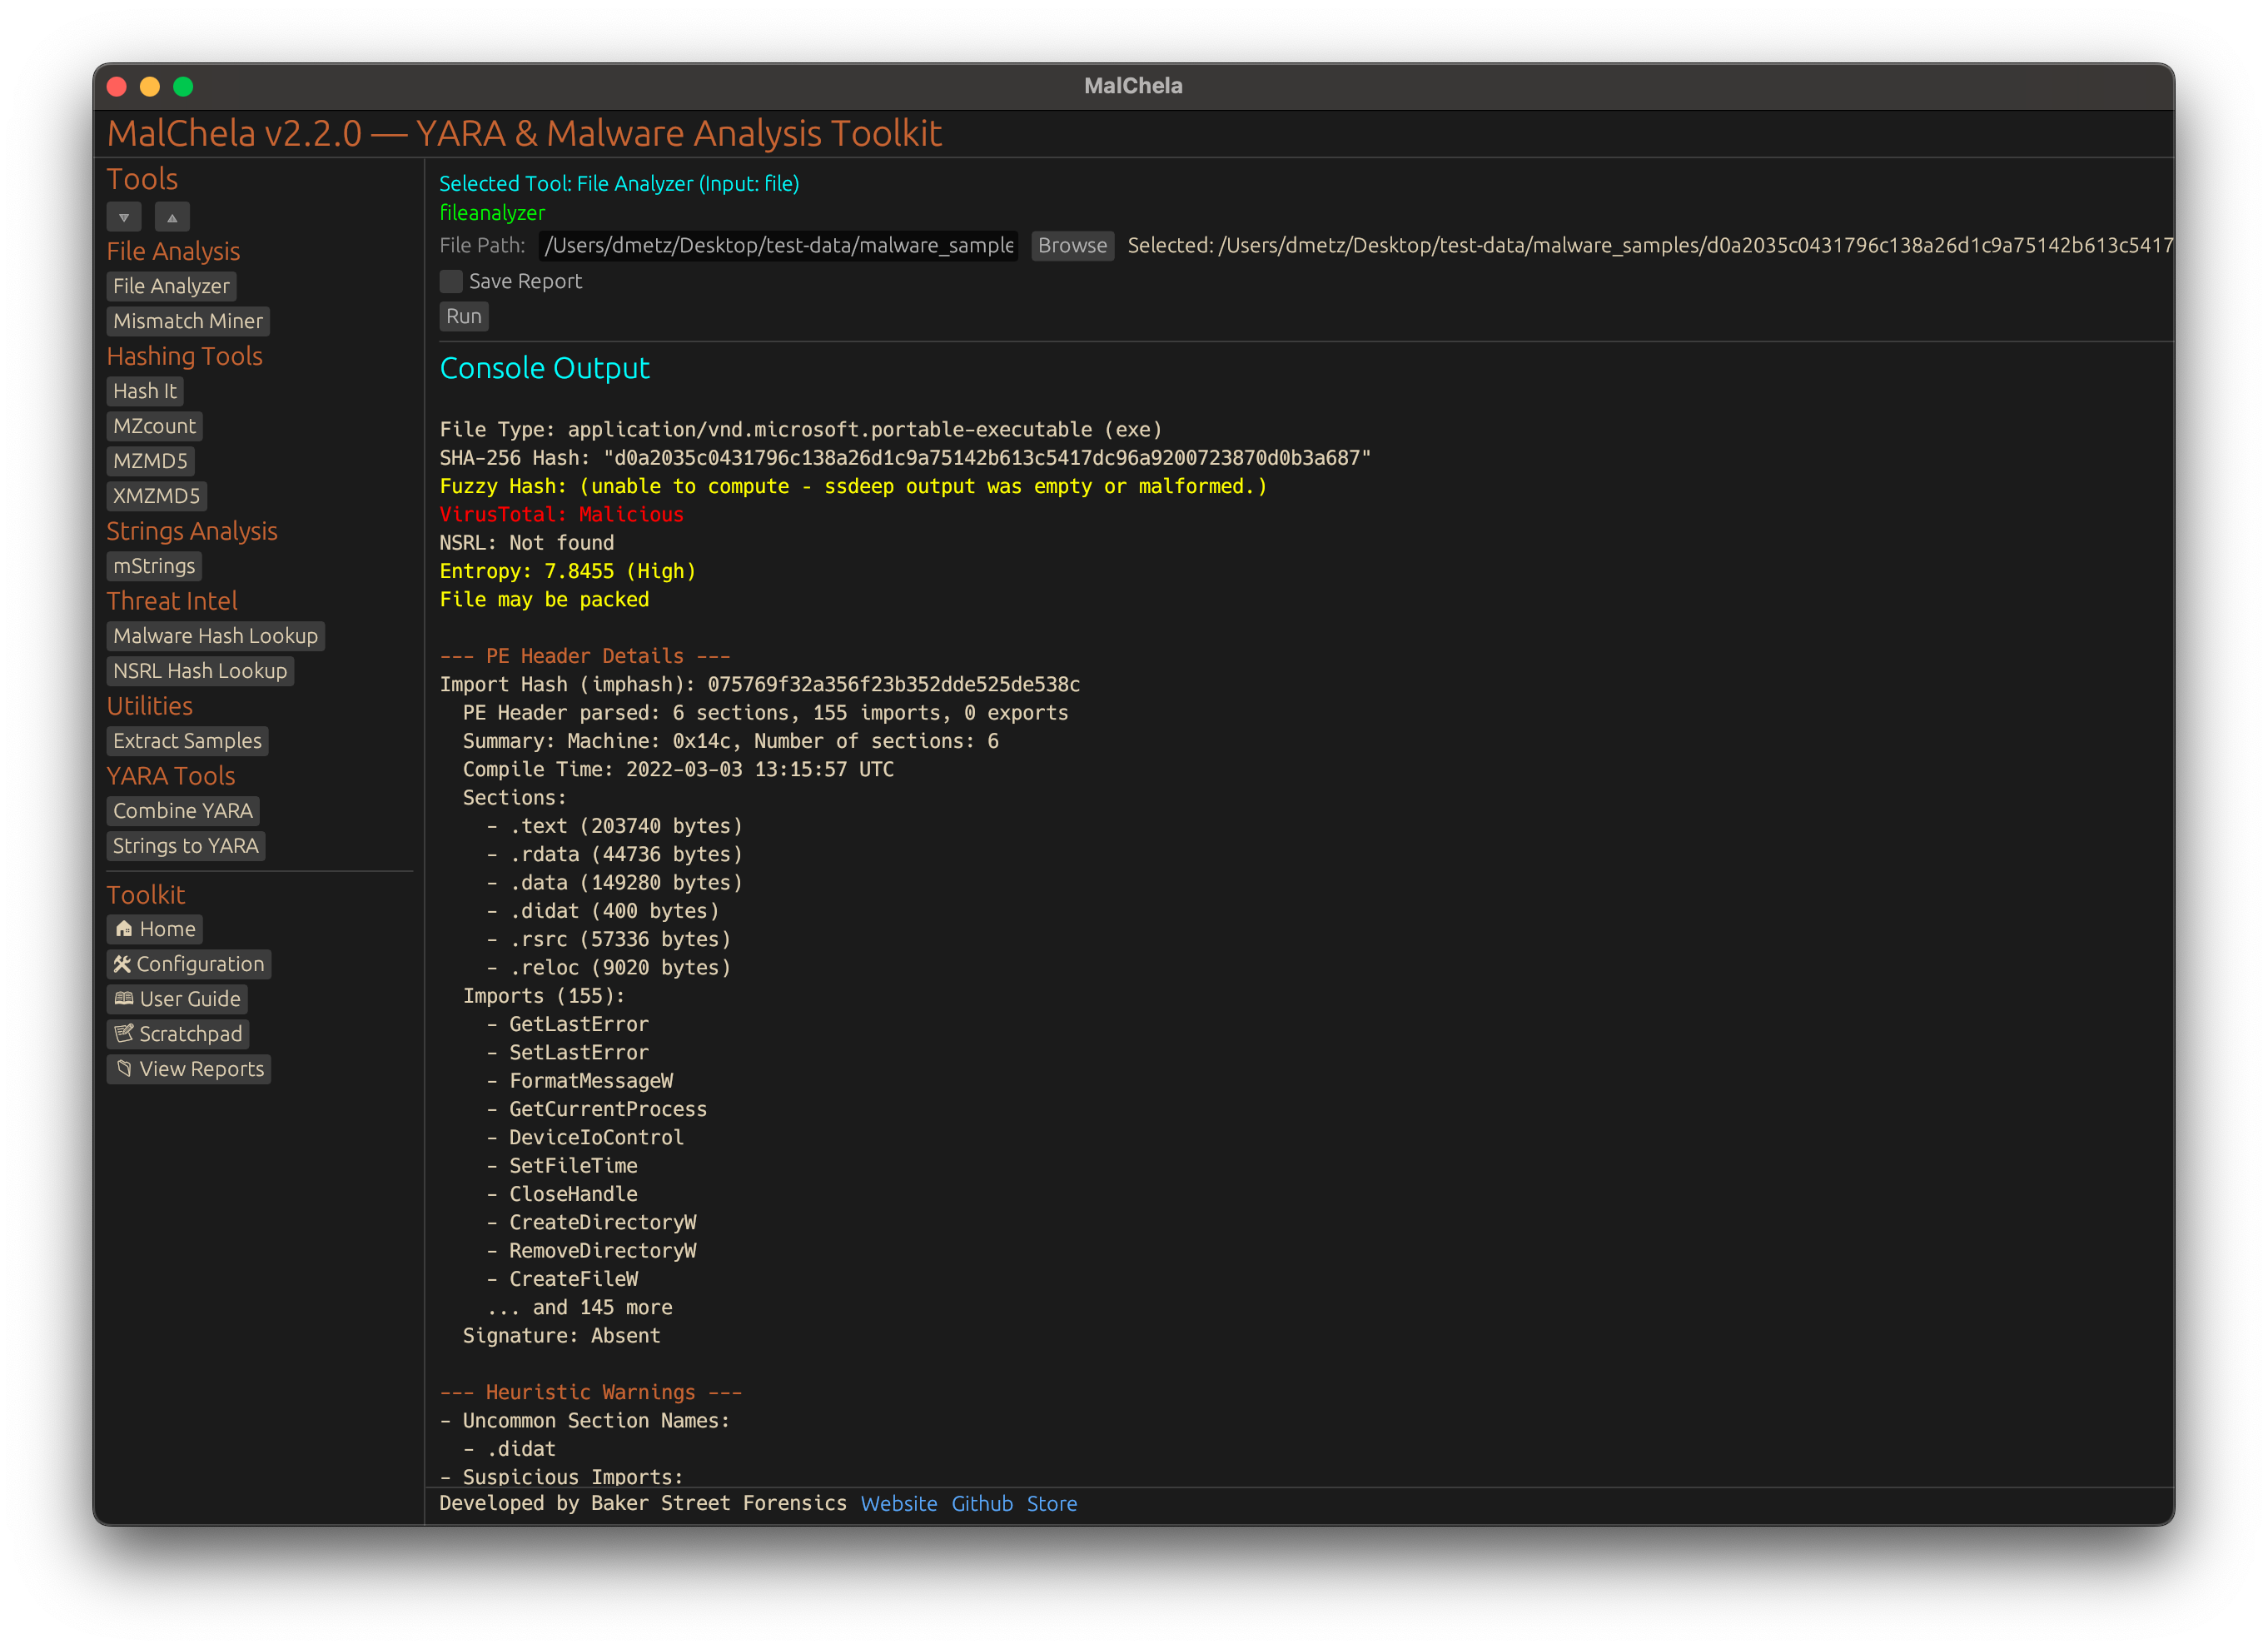 MalChela
MalChela v2.2.0 — YARA & Malware Analysis Toolkit
Tools
File Analysis
File Analyzer
Mismatch Miner
Hashing Tools
Hash It
MZcount
MZMD5
XMZMD5
Strings Analysis
mStrings
Threat Intel
Malware Hash Lookup
NSRL Hash Lookup
Utilities
Extract Samples
YARA Tools
Combine YARA
Strings to YARA
Toolkit
Home
Configuration
User Guide
Scratchpad
View Reports
Selected Tool: File Analyzer (Input: file)
fileanalyzer
File Path: /Users/dmetz/Desktop/test-data/malware_sample Browse Selected: /Users/dmetz/Desktop/test-data/malware_samples/d0a2035c0431796c138a26d1c9a75142b613c5417
Save Report
Run
Console Output
File Type: application/vnd.microsoft.portable-executable (exe)
SHA-256 Hash: "d0a2035c0431796c138a26d1c9a75142b613c5417dc96a9200723870d0b3a687"
Fuzzy Hash: (unable to compute - ssdeep output was empty or malformed.)
VirusTotal: Malicious
NSRL: Not found
Entropy: 7.8455 (High)
File may be packed
--- PE Header Details ---
Import Hash (imphash): 075769f32a356f23b352dde525de538c
PE Header parsed: 6 sections, 155 imports, 0 exports
Summary: Machine: 0x14c, Number of sections: 6
Compile Time: 2022-03-03 13:15:57 UTC
Sections:
- .text (203740 bytes)
- .rdata (44736 bytes)
- .data (149280 bytes)
- .didat (400 bytes)
- .rsrc (57336 bytes)
- .reloc (9020 bytes)
Imports (155):
- GetLastError
- SetLastError
- FormatMessageW
- GetCurrentProcess
- DeviceIoControl
- SetFileTime
- CloseHandle
- CreateDirectoryW
- RemoveDirectoryW
- CreateFileW
... and 145 more
Signature: Absent
--- Heuristic Warnings ---
- Uncommon Section Names:
- .didat
- Suspicious Imports:
Developed by Baker Street Forensics Website Github Store